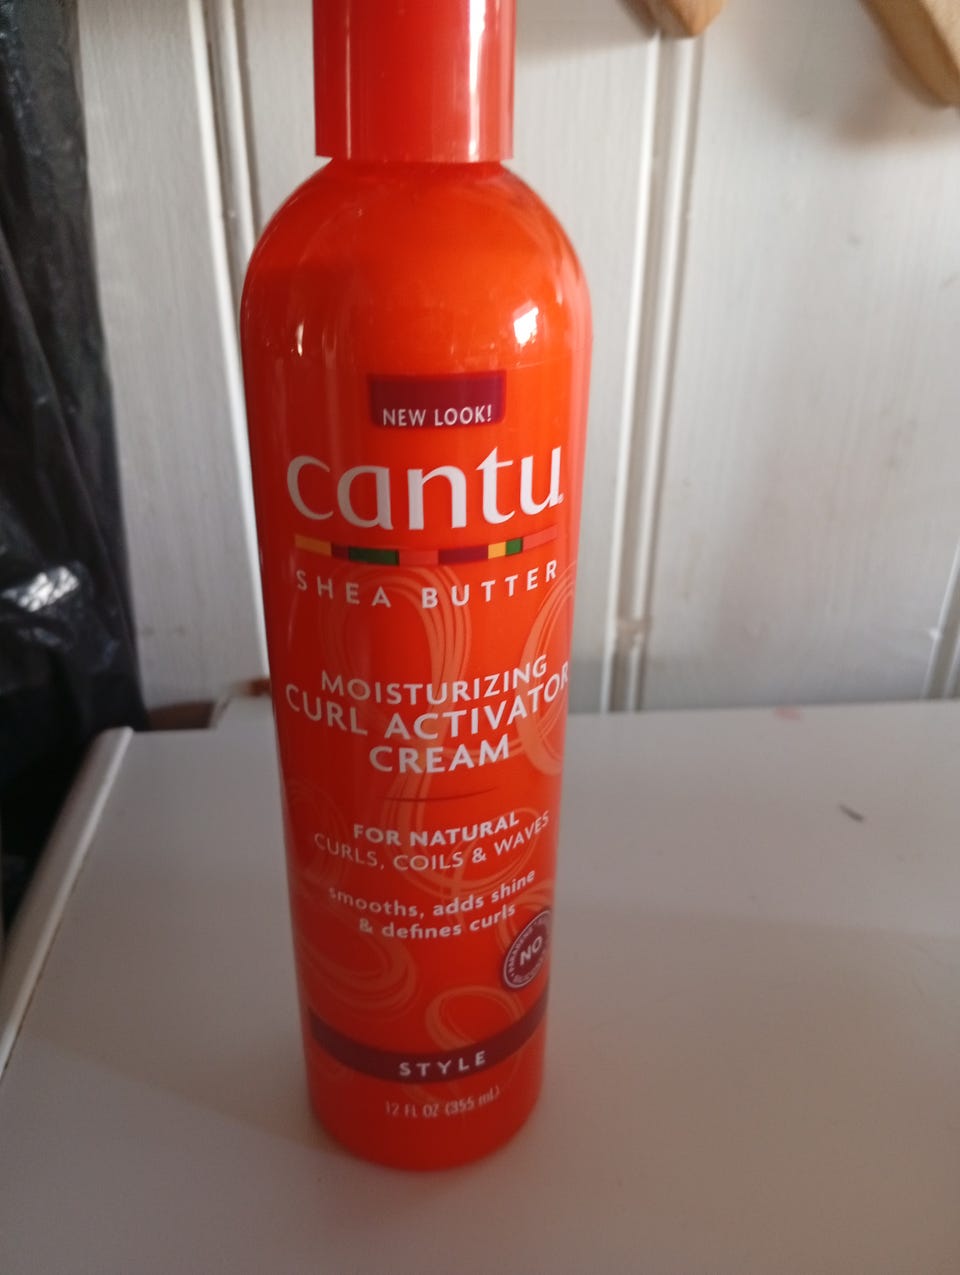 NEW LOOK!
cantu
SHEA BUTTER
MOISTURIZING
CURL ACTIVATOR
CREAM
FOR NATURAL
CURLS, COILS & WAVES
smooths, adds shine
& defines curls
NO
STYLE
12 FL OZ (355 mL)